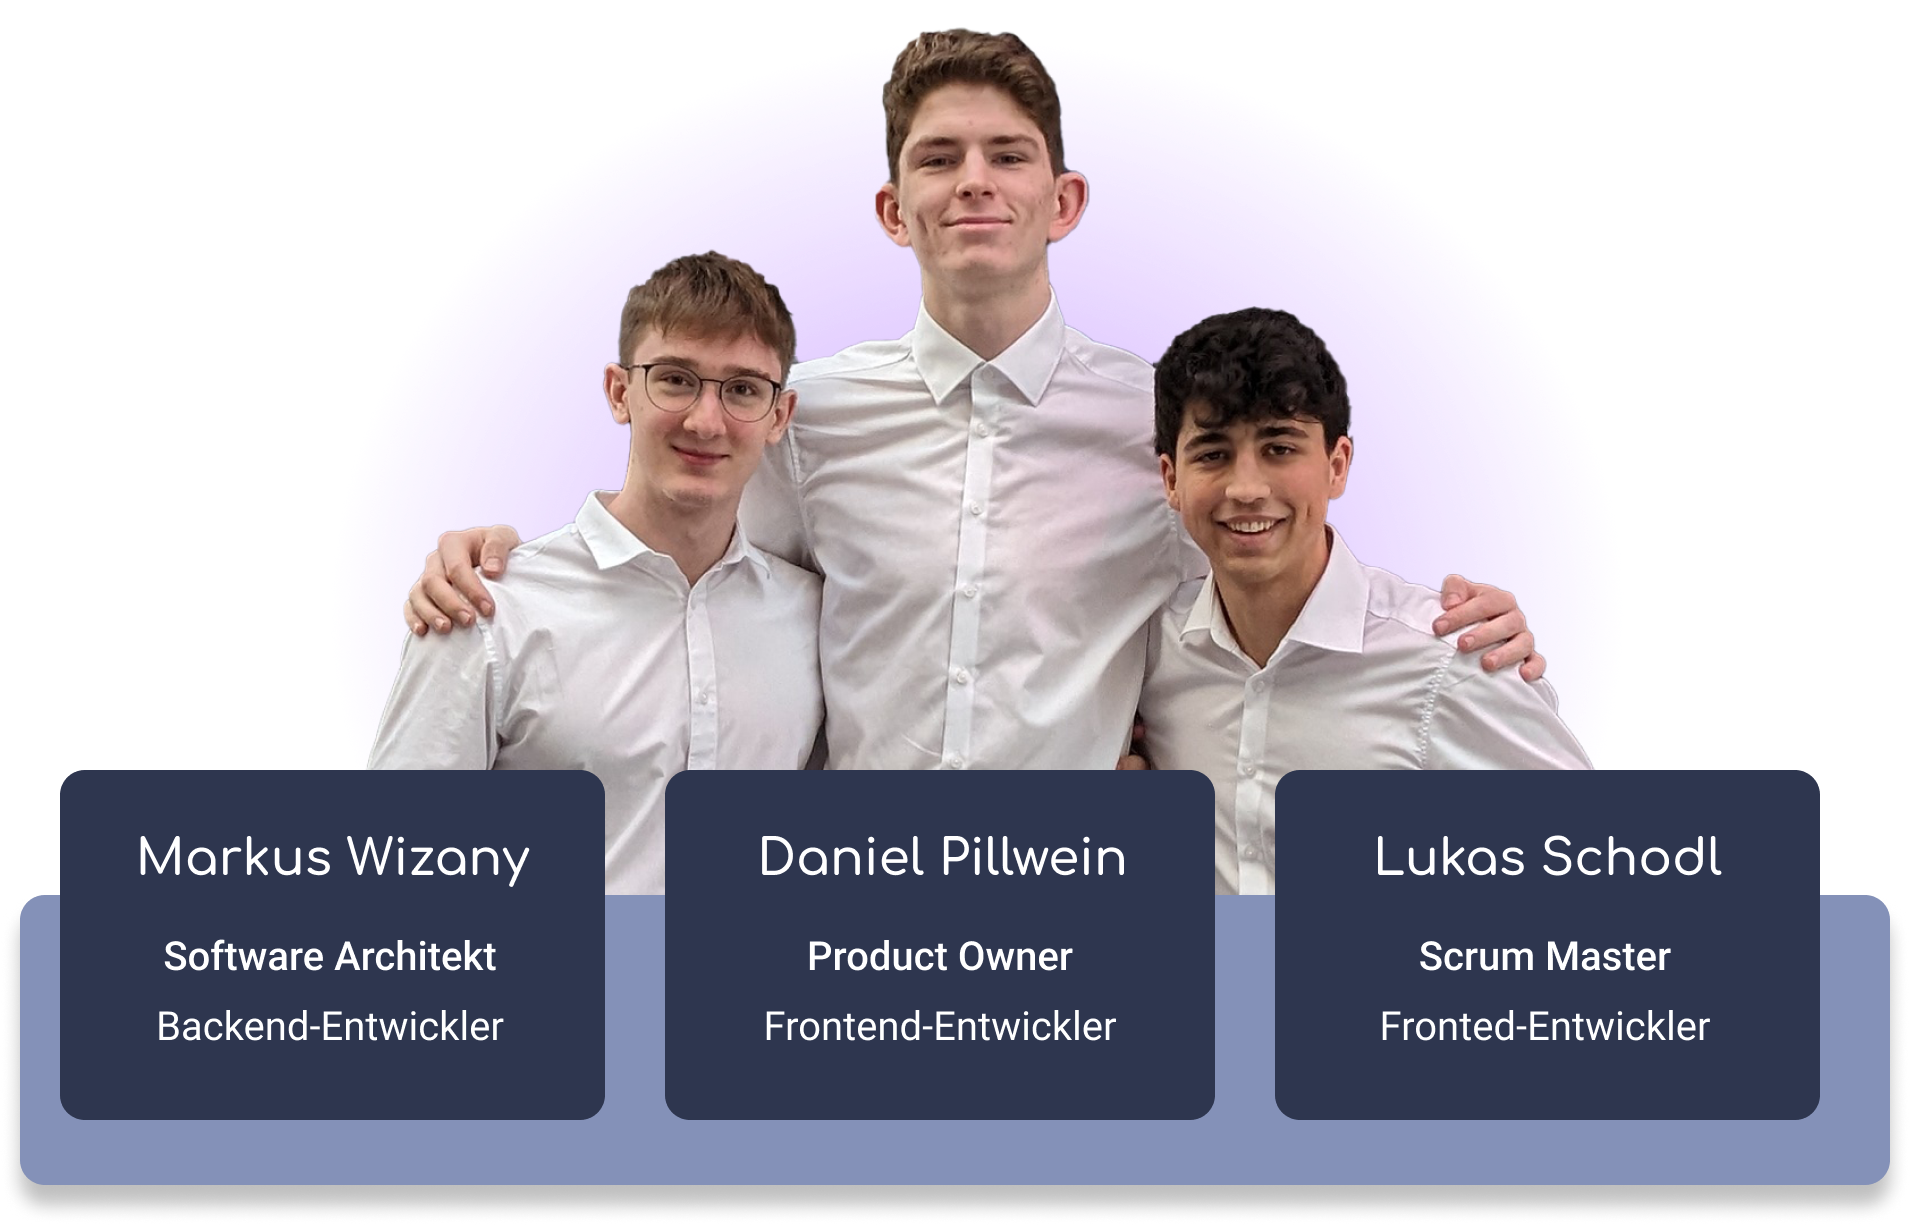 Markus Wizany
Software Architekt
Backend-Entwickler
Daniel Pillwein
Product Owner
Frontend-Entwickler
Lukas Schodl
Scrum Master
Fronted-Entwickler